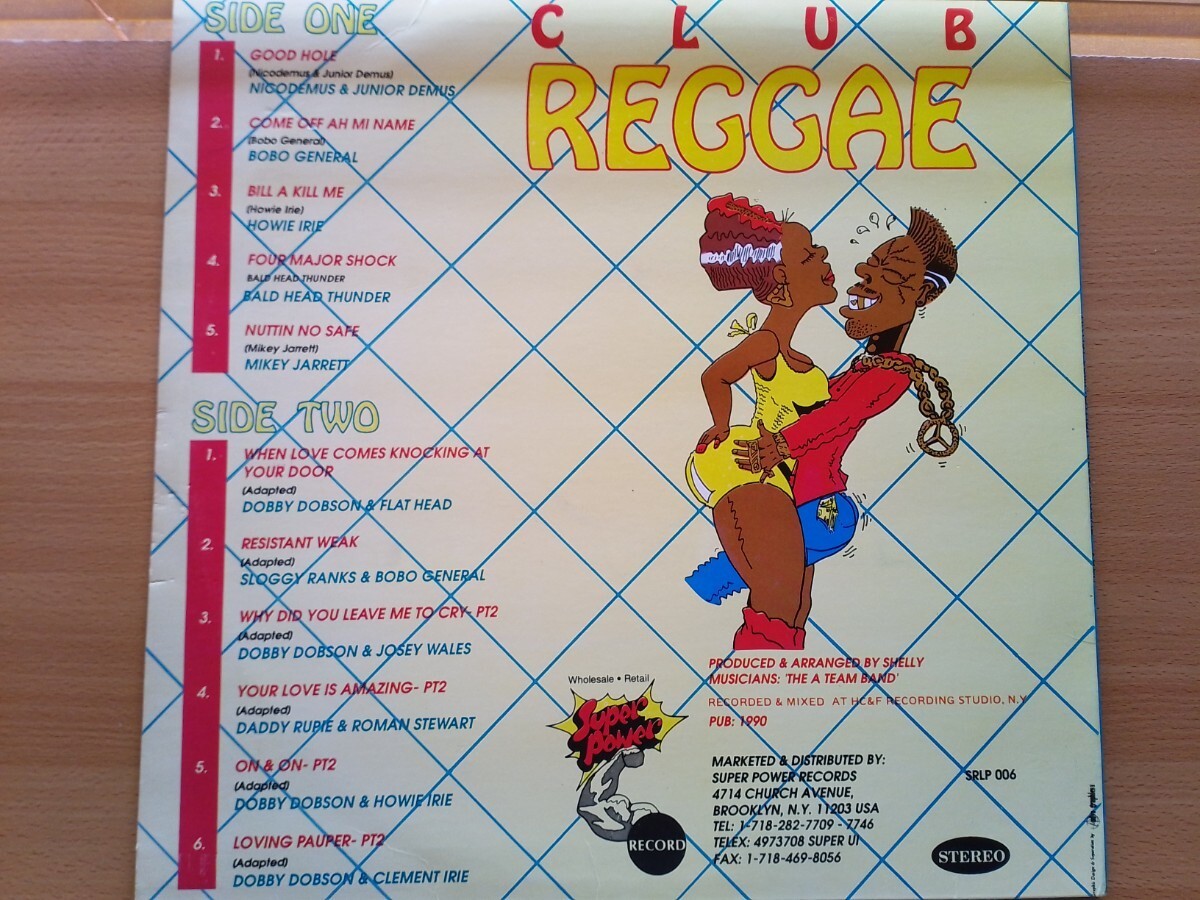 SIDE ONE
1. GOOD HOLE
(Nicodemus & Junior Demus)
NICODEMUS & JUNIOR DEMUS
2. COME OFF AH MI NAME
(Bobo General)
BOBO GENERAL
3. BILL A KILL ME
(Howie Irie)
HOWIE IRIE
4. FOUR MAJOR SHOCK
BALD HEAD THUNDER
BALD HEAD THUNDER
5. NUTTIN NO SAFE
(Mikey Jarrett)
MIKEY JARRETT
SIDE TWO
1. WHEN LOVE COMES KNOCKING AT
YOUR DOOR
(Adapted)
DOBBY DOBSON & FLAT HEAD
2. RESISTANT WEAK
(Adapted)
SLOGGY RANKS & BOBO GENERAL
3. WHY DID YOU LEAVE ME TO CRY- PT2
(Adapted)
DOBBY DOBSON & JOSEY WALES
4. YOUR LOVE IS AMAZING- PT2
(Adapted)
DADDY RUPIE & ROMAN STEWART
5. ON & ON- PT2
(Adapted)
DOBBY DOBSON & HOWIE IRIE
6. LOVING PAUPER- PT2
(Adapted)
DOBBY DOBSON & CLEMENT IRIE
CLUB
REGGAE
PRODUCED & ARRANGED BY SHELLY
MUSICIANS: 'THE A TEAM BAND'
RECORDED & MIXED AT HC&F RECORDING STUDIO, N.Y
PUB: 1990
Wholesale • Retail
Super
Power
RECORD
MARKETED & DISTRIBUTED BY:
SUPER POWER RECORDS
4714 CHURCH AVENUE,
BROOKLYN, N.Y. 11203 USA
TEL: 1-718-282-7709 - 7746
TELEX: 4973708 SUPER UI
FAX: 1-718-469-8056
SRLP 006
STEREO